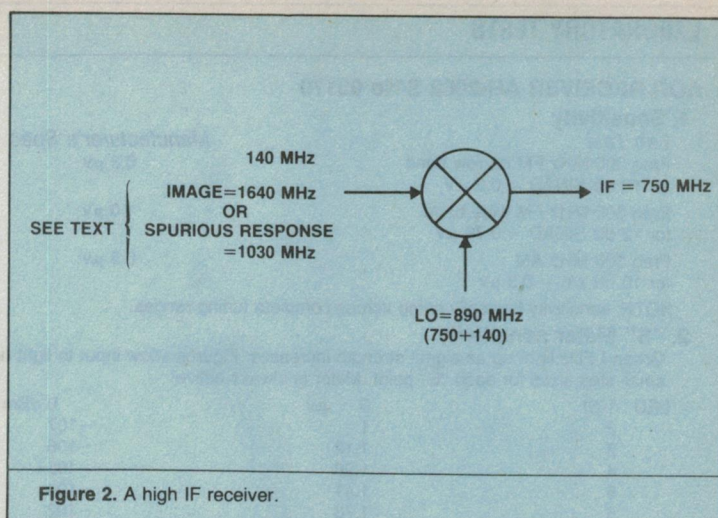 140 MHz
IMAGE=1640 MHz
OR
SEE TEXT
SPURIOUS RESPONSE
=1030 MHz
IF = 750 MHz
LO=890 MHz
(750+140)
Figure 2. A high IF receiver.